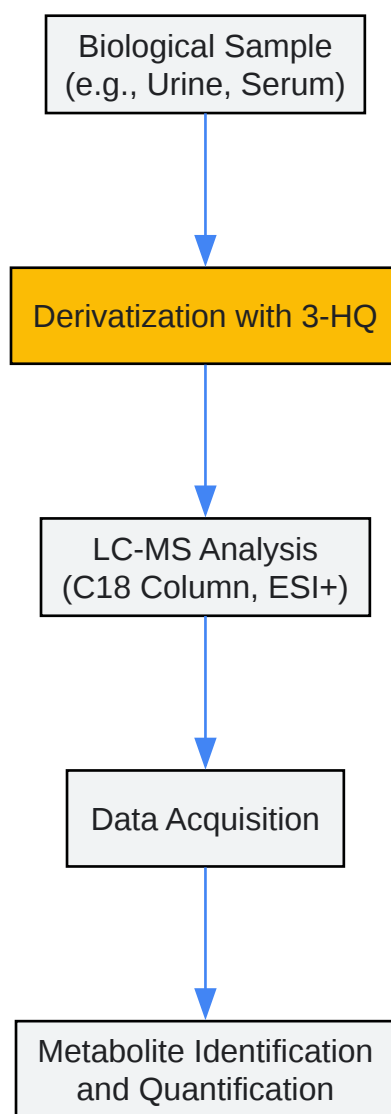 Biological Sample
(e.g., Urine, Serum)
Derivatization with 3-HQ
LC-MS Analysis
(C18 Column, ESI+)
Data Acquisition
Metabolite Identification
and Quantification